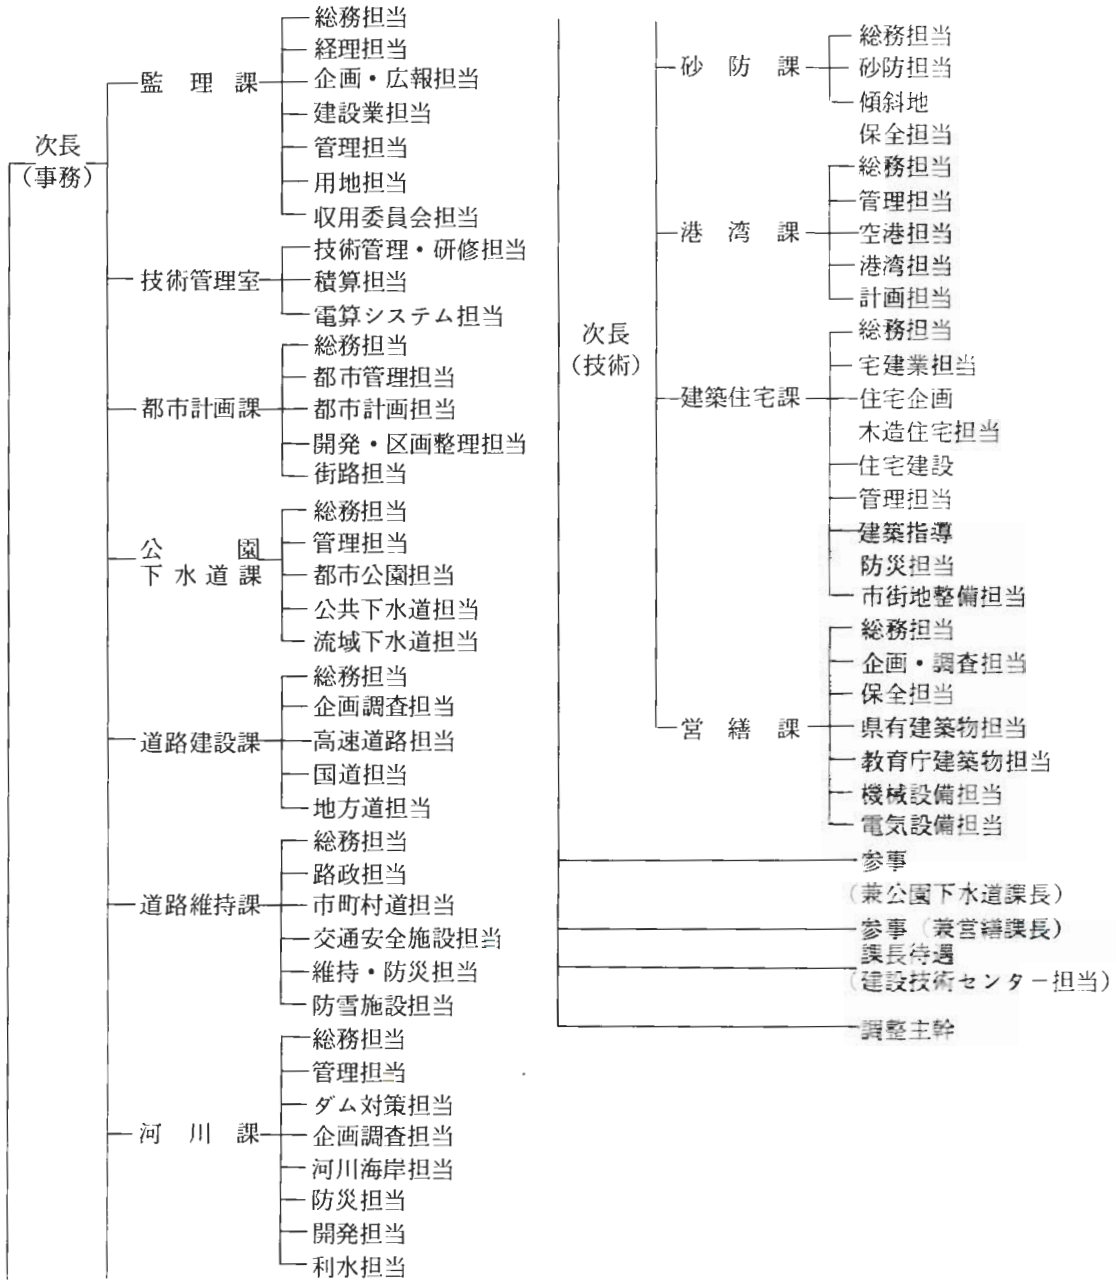 次長
（事務）
監理課
総務担当
経理担当
企画・広報担当
建設業担当
管理担当
用地担当
収用委員会担当
技術管理室
技術管理・研修担当
積算担当
電算システム担当
都市計画課
総務担当
都市管理担当
都市計画担当
開発・区画整理担当
街路担当
公園
下水道課
総務担当
管理担当
都市公園担当
公共下水道担当
流域下水道担当
道路建設課
総務担当
企画調査担当
高速道路担当
国道担当
地方道担当
道路維持課
総務担当
路政担当
市町村道担当
交通安全施設担当
維持・防災担当
防雪施設担当
河川課
総務担当
管理担当
ダム対策担当
企画調査担当
河川海岸担当
防災担当
開発担当
利水担当
次長
（技術）
砂防課
総務担当
砂防担当
傾斜地
保全担当
港湾課
総務担当
管理担当
空港担当
港湾担当
計画担当
建築住宅課
総務担当
宅建業担当
住宅企画
木造住宅担当
住宅建設
管理担当
建築指導
防災担当
市街地整備担当
営繕課
総務担当
企画・調査担当
保全担当
県有建築物担当
教育庁建築物担当
機械設備担当
電気設備担当
参事
（兼公園下水道課長）
参事（兼営繕課長）
課長待遇
（建設技術センター担当）
調整主幹